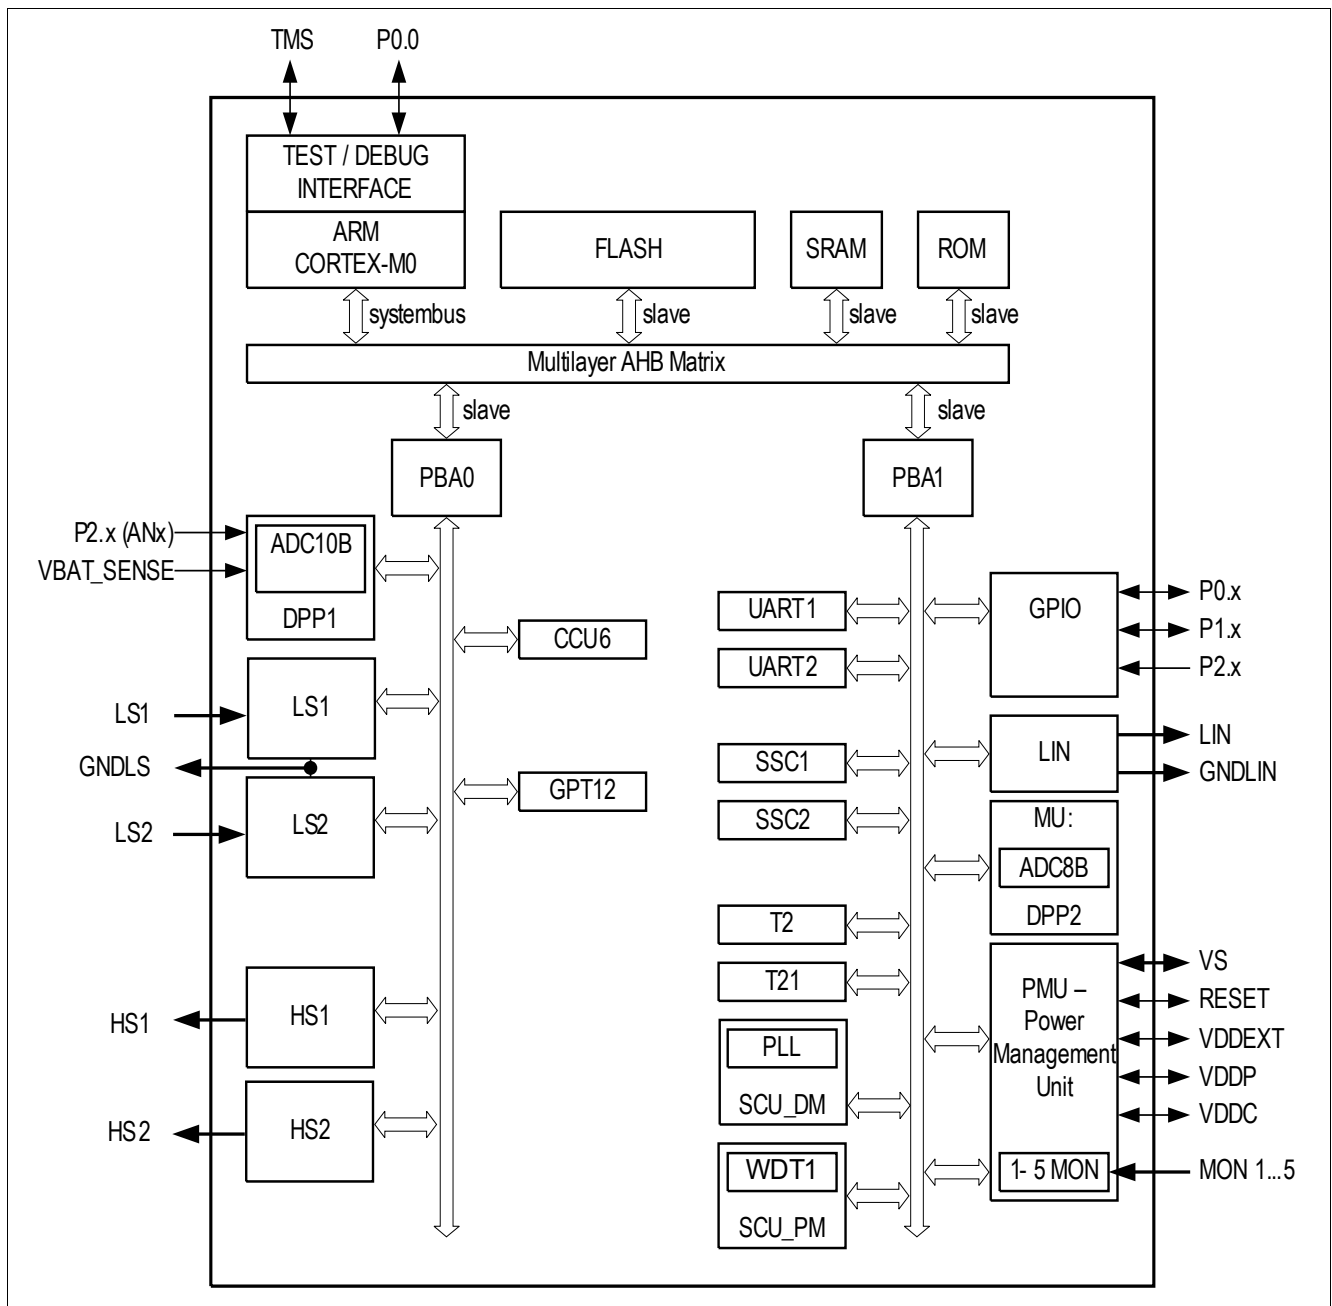 TMS P0.0
TEST / DEBUG
INTERFACE
ARM
CORTEX-M0
FLASH
SRAM
ROM
systembus
slave
slave
slave
Multilayer AHB Matrix
slave
slave
PBA0
PBA1
P2.x (ANx)
VBAT_SENSE
ADC10B
DPP1
CCU6
LS1
LS1
GNDLS
GPT12
LS2
LS2
HS1
HS1
HS2
HS2
UART1
UART2
SSC1
SSC2
T2
T21
PLL
SCU_DM
WDT1
SCU_PM
GPIO
P0.x
P1.x
P2.x
LIN
LIN
GNDLIN
MU:
ADC8B
DPP2
PMU –
Power
Management
Unit
VS
RESET
VDDEXT
VDDP
VDDC
1- 5 MON
MON 1...5